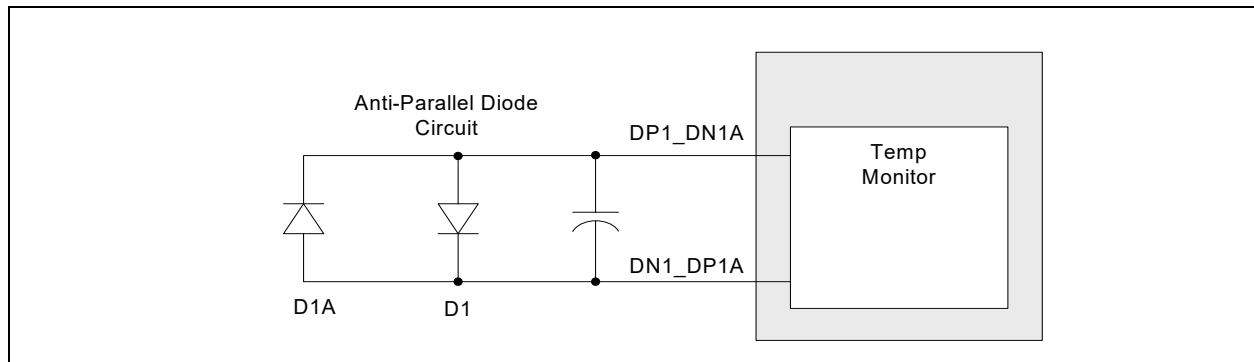 Anti-Parallel Diode
Circuit
DP1_DN1A
Temp
Monitor
DN1_DP1A
D1A
D1